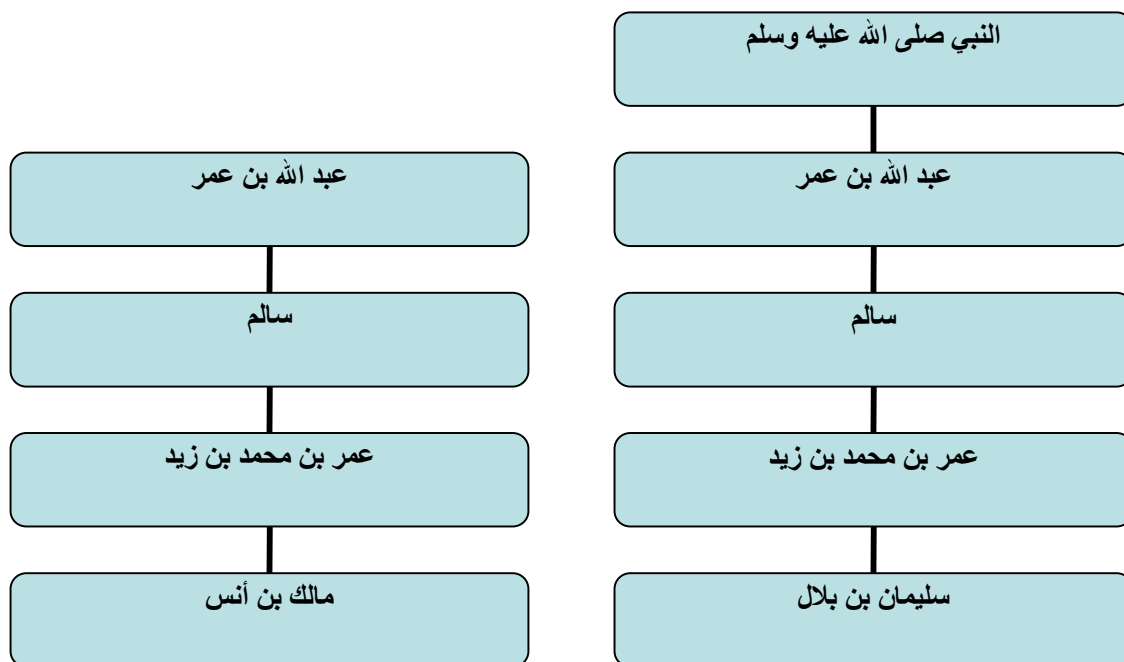 النبي صلى الله عليه وسلم
عبد الله بن عمر
سالم
عمر بن محمد بن زيد
سليمان بن بلال
عبد الله بن عمر
سالم
عمر بن محمد بن زيد
مالك بن أنس